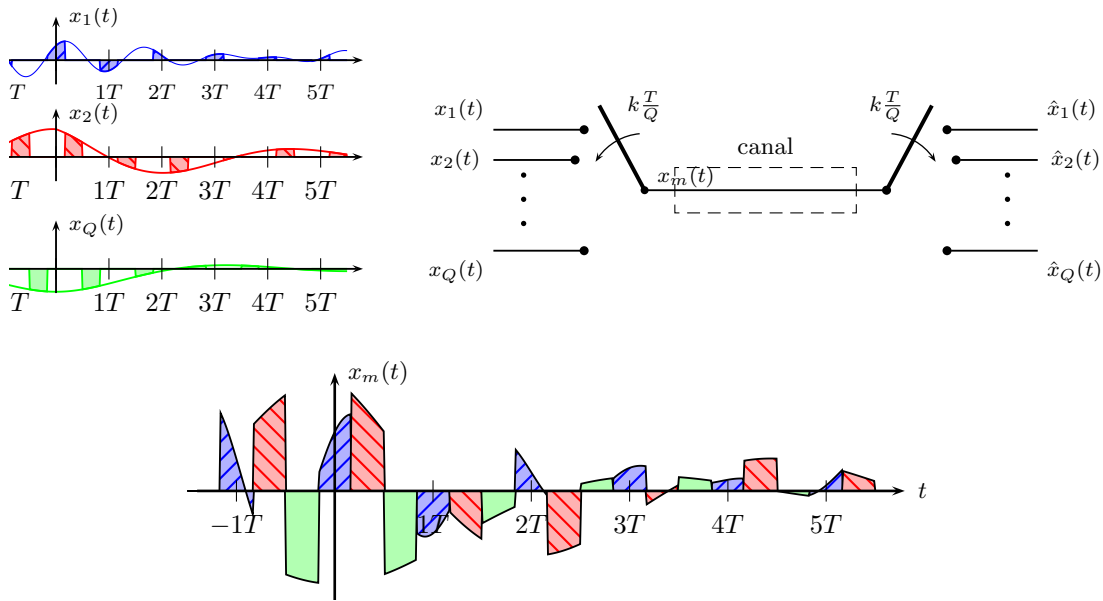 x_1(t)
T 1T 2T 3T 4T 5T
x_2(t)
T 1T 2T 3T 4T 5T
x_Q(t)
T 1T 2T 3T 4T 5T
x_1(t)
x_2(t)
x_Q(t)
k T/Q
canal
x_m(t)
k T/Q
x̂_1(t)
x̂_2(t)
x̂_Q(t)
x_m(t)
t
−1T 1T 2T 3T 4T 5T